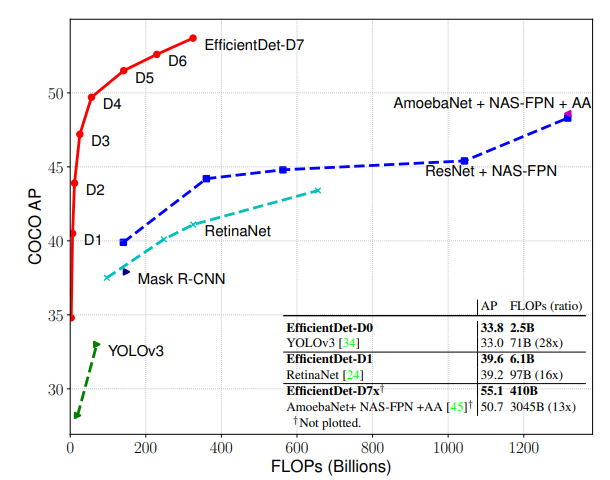 EfficientDet-D7
D6
D5
D4
AmoebaNet + NAS-FPN + AA
D3
ResNet + NAS-FPN
D2
D1
RetinaNet
Mask R-CNN
YOLOv3
COCO AP
50
45
40
35
30
AP FLOPs (ratio)
EfficientDet-D0 33.8 2.5B
YOLOv3 [34] 33.0 71B (28x)
EfficientDet-D1 39.6 6.1B
RetinaNet [24] 39.2 97B (16x)
EfficientDet-D7x† 55.1 410B
AmoebaNet+ NAS-FPN +AA [45]† 50.7 3045B (13x)
†Not plotted.
0 200 400 600 800 1000 1200
FLOPs (Billions)